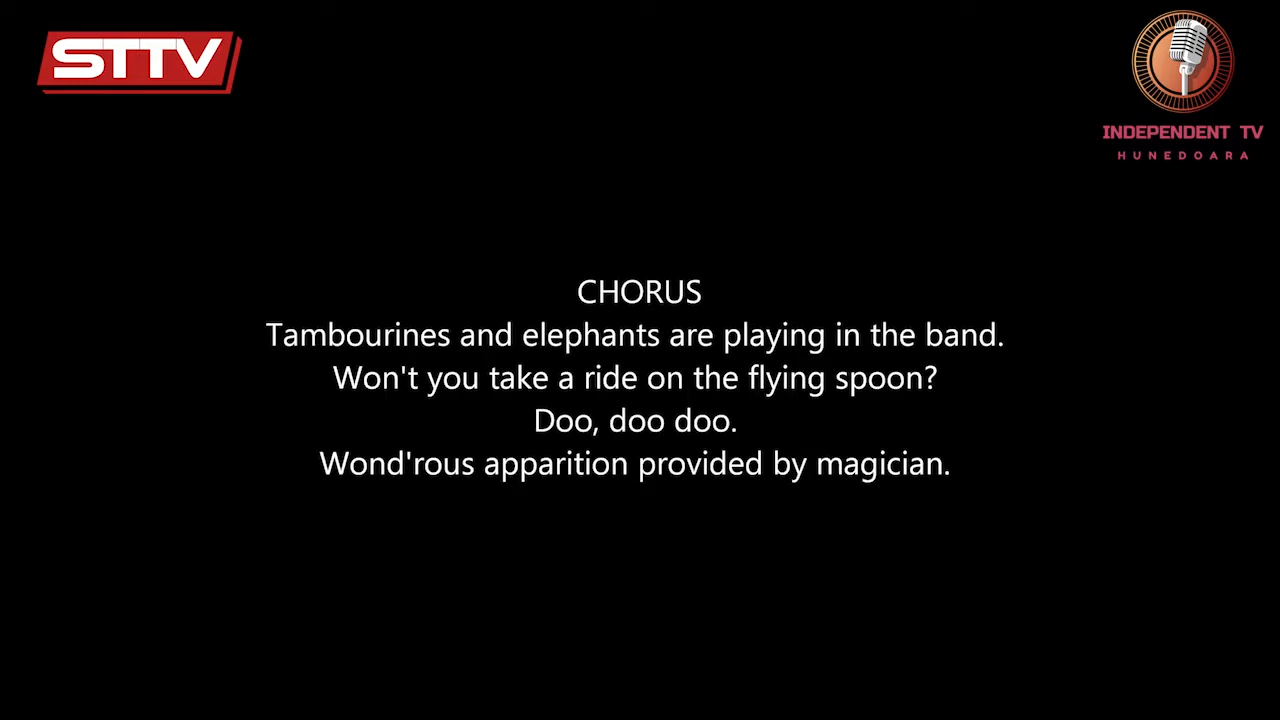 STTV
INDEPENDENT TV
HUNEDOARA
CHORUS
Tambourines and elephants are playing in the band.
Won't you take a ride on the flying spoon?
Doo, doo doo.
Wond'rous apparition provided by magician.